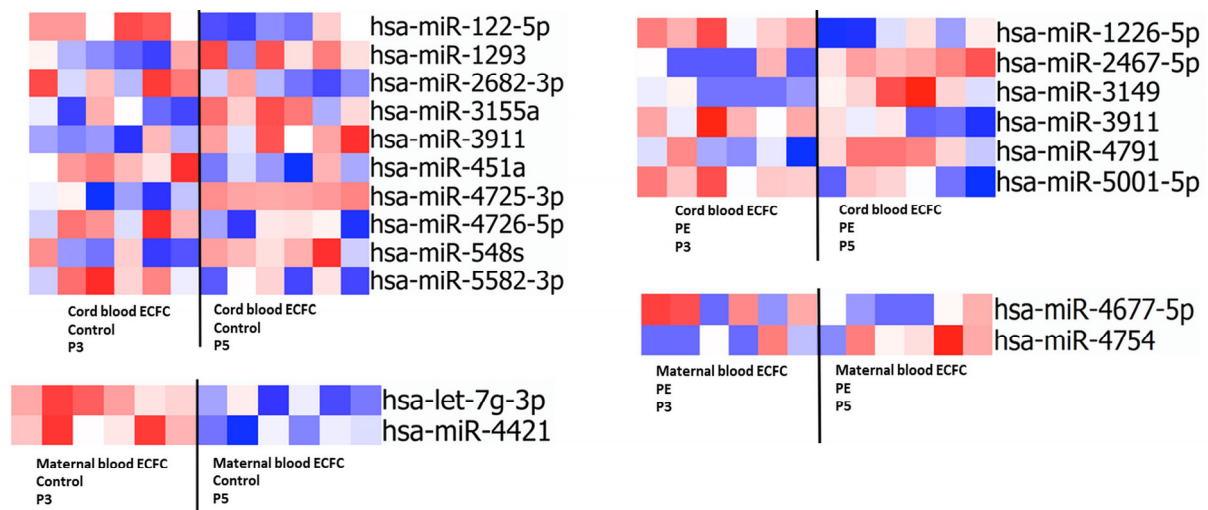 hsa-miR-122-5p
hsa-miR-1293
hsa-miR-2682-3p
hsa-miR-3155a
hsa-miR-3911
hsa-miR-451a
hsa-miR-4725-3p
hsa-miR-4726-5p
hsa-miR-548s
hsa-miR-5582-3p
Cord blood ECFC
Control
P3
Cord blood ECFC
Control
P5
hsa-let-7g-3p
hsa-miR-4421
Maternal blood ECFC
Control
P3
Maternal blood ECFC
Control
P5
hsa-miR-1226-5p
hsa-miR-2467-5p
hsa-miR-3149
hsa-miR-3911
hsa-miR-4791
hsa-miR-5001-5p
Cord blood ECFC
PE
P3
Cord blood ECFC
PE
P5
hsa-miR-4677-5p
hsa-miR-4754
Maternal blood ECFC
PE
P3
Maternal blood ECFC
PE
P5